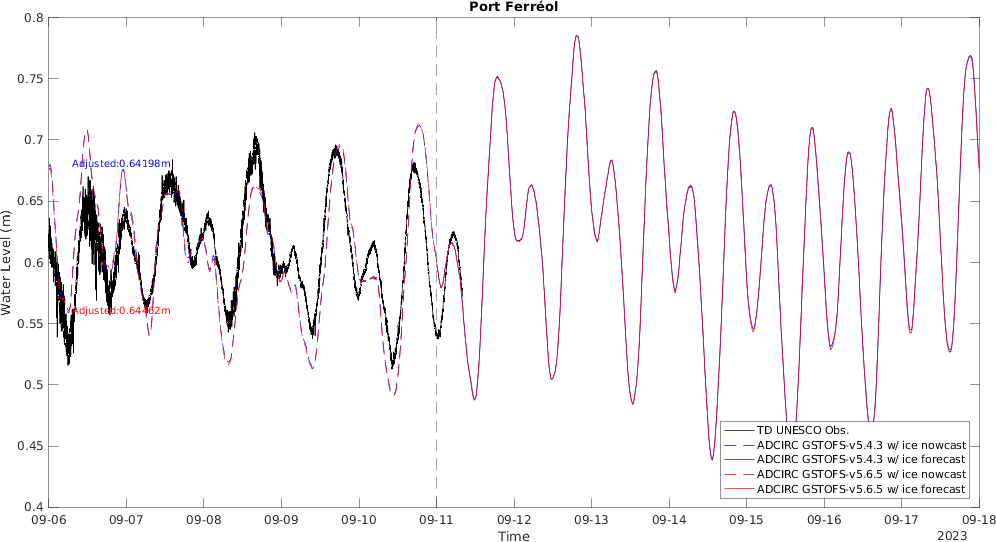 Port Ferréol
0.8
0.75
0.7
0.65
0.6
0.55
0.5
0.45
0.4
Water Level (m)
Adjusted:0.64198m
Adjusted:0.64462m
TD UNESCO Obs.
ADCIRC GSTOFS-v5.4.3 w/ ice nowcast
ADCIRC GSTOFS-v5.4.3 w/ ice forecast
ADCIRC GSTOFS-v5.6.5 w/ ice nowcast
ADCIRC GSTOFS-v5.6.5 w/ ice forecast
09-06 09-07 09-08 09-09 09-10 09-11 09-12 09-13 09-14 09-15 09-16 09-17 09-18
Time
2023